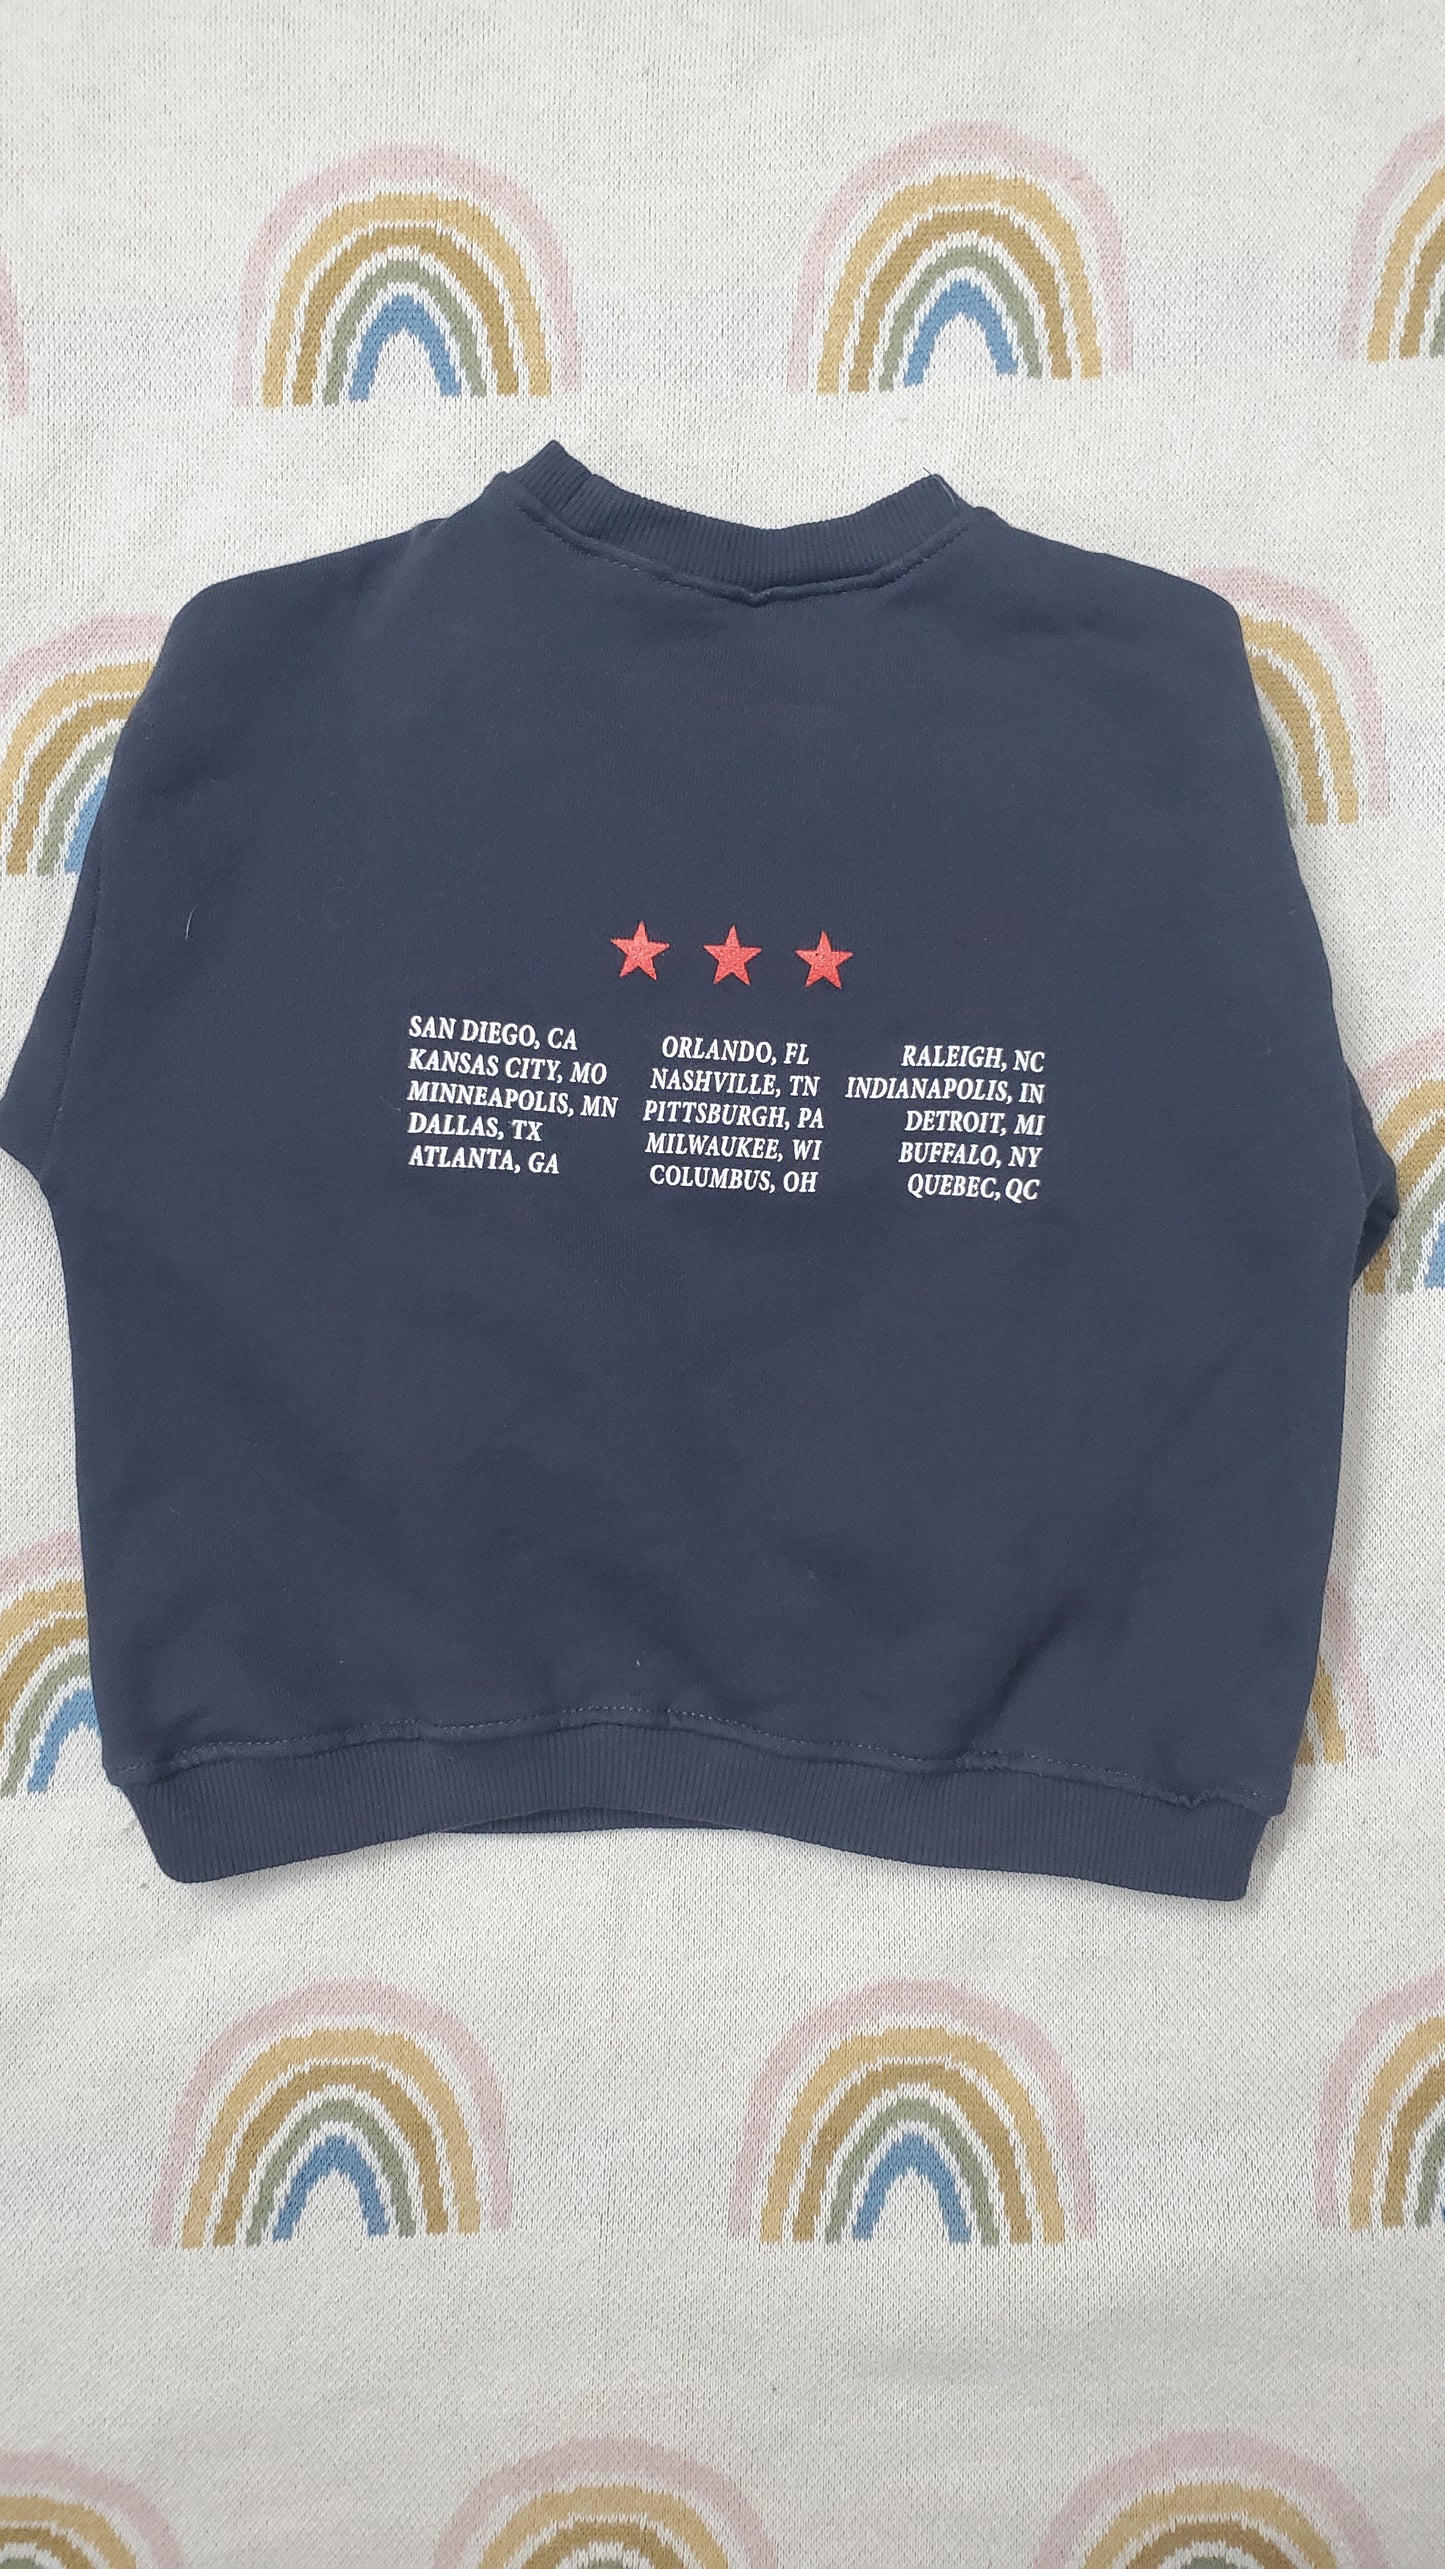 SAN DIEGO, CA
KANSAS CITY, MO
MINNEAPOLIS, MN
DALLAS, TX
ATLANTA, GA
ORLANDO, FL
NASHVILLE, TN
PITTSBURGH, PA
MILWAUKEE, WI
COLUMBUS, OH
RALEIGH, NC
INDIANAPOLIS, IN
DETROIT, MI
BUFFALO, NY
QUEBEC, QC